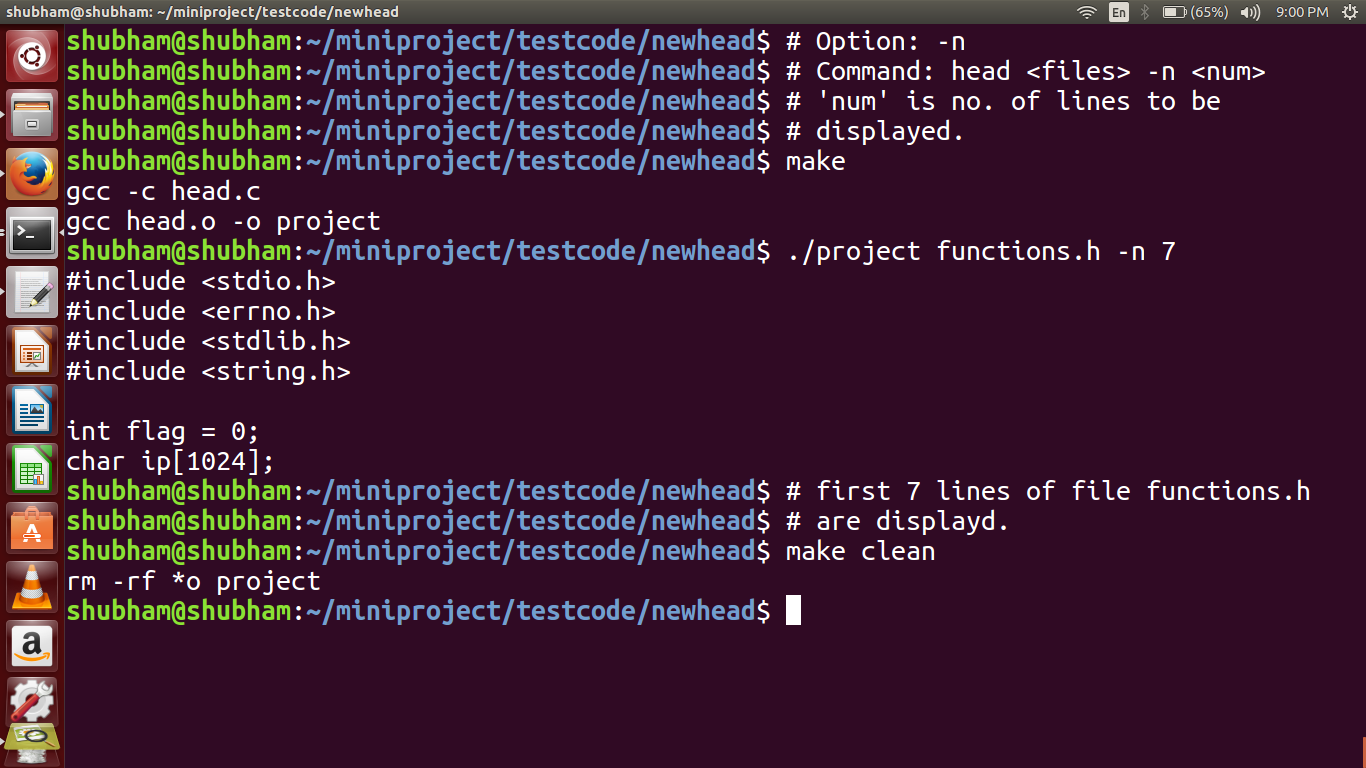 shubham@shubham: ~/miniproject/testcode/newhead
En
(65%)
9:00 PM
shubham@shubham:~/miniproject/testcode/newhead$ # Option: -n
shubham@shubham:~/miniproject/testcode/newhead$ # Command: head <files> -n <num>
shubham@shubham:~/miniproject/testcode/newhead$ # 'num' is no. of lines to be
shubham@shubham:~/miniproject/testcode/newhead$ # displayed.
shubham@shubham:~/miniproject/testcode/newhead$ make
gcc -c head.c
gcc head.o -o project
shubham@shubham:~/miniproject/testcode/newhead$ ./project functions.h -n 7
#include <stdio.h>
#include <errno.h>
#include <stdlib.h>
#include <string.h>

int flag = 0;
char ip[1024];
shubham@shubham:~/miniproject/testcode/newhead$ # first 7 lines of file functions.h
shubham@shubham:~/miniproject/testcode/newhead$ # are displayd.
shubham@shubham:~/miniproject/testcode/newhead$ make clean
rm -rf *o project
shubham@shubham:~/miniproject/testcode/newhead$